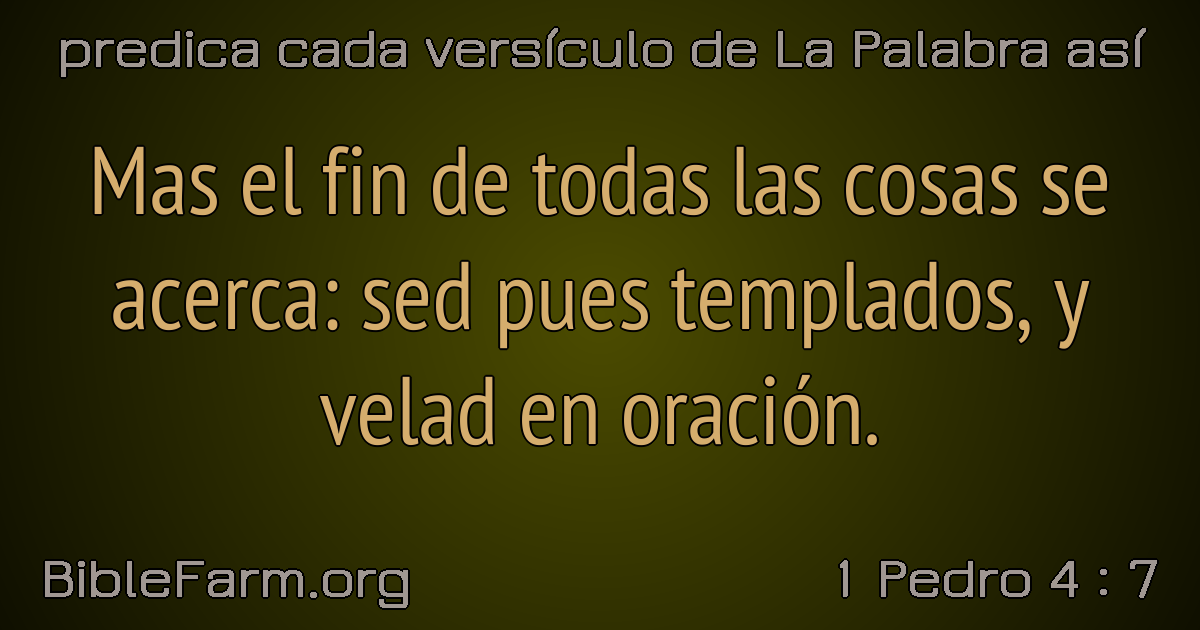 predica cada versículo de La Palabra así
Mas el fin de todas las cosas se
acerca: sed pues templados, y
velad en oración.
BibleFarm.org
1 Pedro 4 : 7